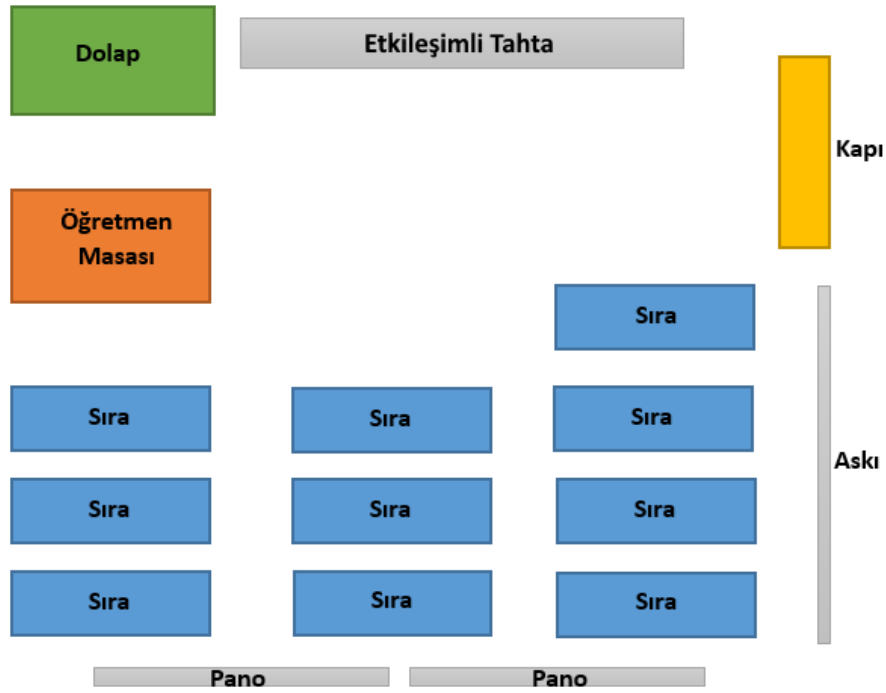 Dolap
Etkileşimli Tahta
Kapı
Öğretmen
Masası
Sıra
Sıra
Sıra
Sıra
Askı
Sıra
Sıra
Sıra
Sıra
Sıra
Sıra
Pano
Pano